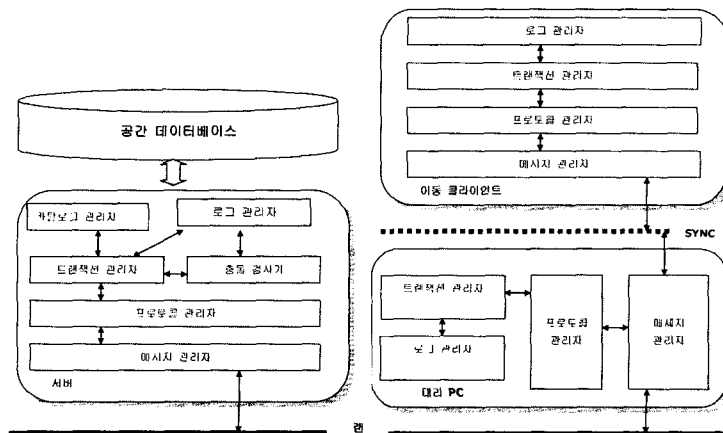 공간 데이터베이스
카탈로그 관리자
로그 관리자
트랜잭션 관리자
충돌 검사기
프로토콜 관리자
메시지 관리자
서버
로그 관리자
트랜잭션 관리자
프로토콜 관리자
메시지 관리자
이동 클라이언트
SYNC
트랜잭션 관리자
로그 관리자
프로토콜
관리자
메세지
관리자
대리 PC
랜